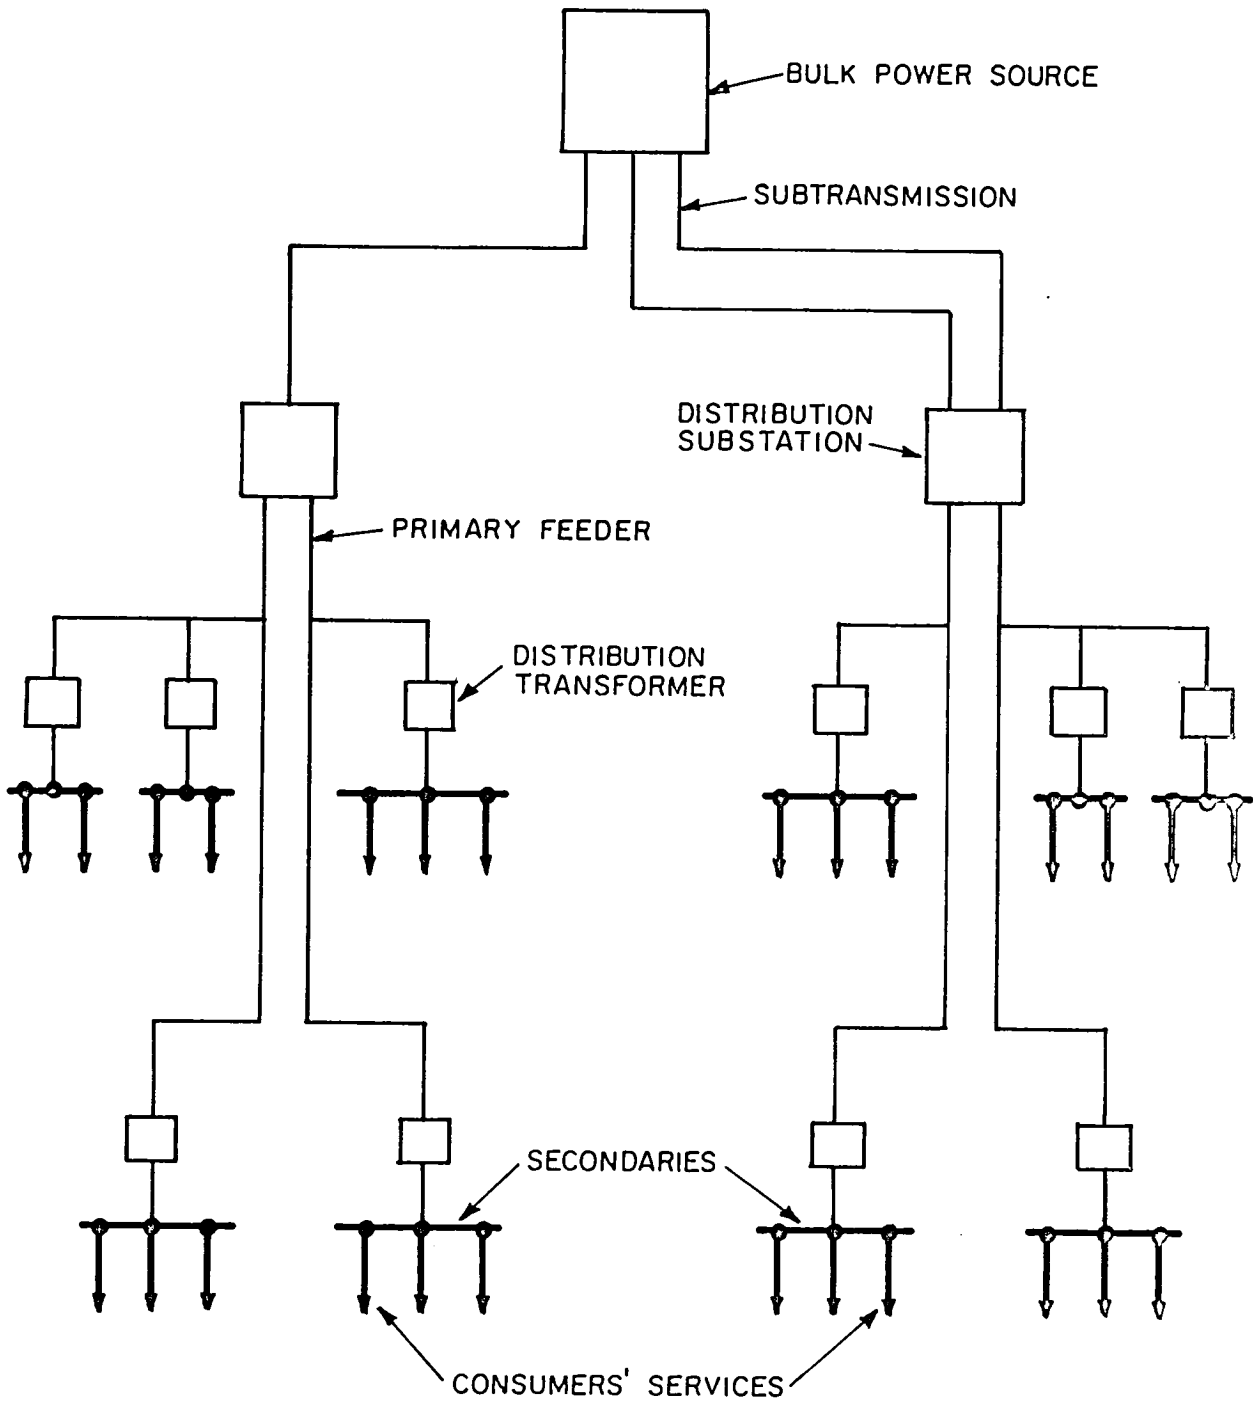 BULK POWER SOURCE
SUBTRANSMISSION
DISTRIBUTION
SUBSTATION
PRIMARY FEEDER
DISTRIBUTION
TRANSFORMER
SECONDARIES
CONSUMERS' SERVICES